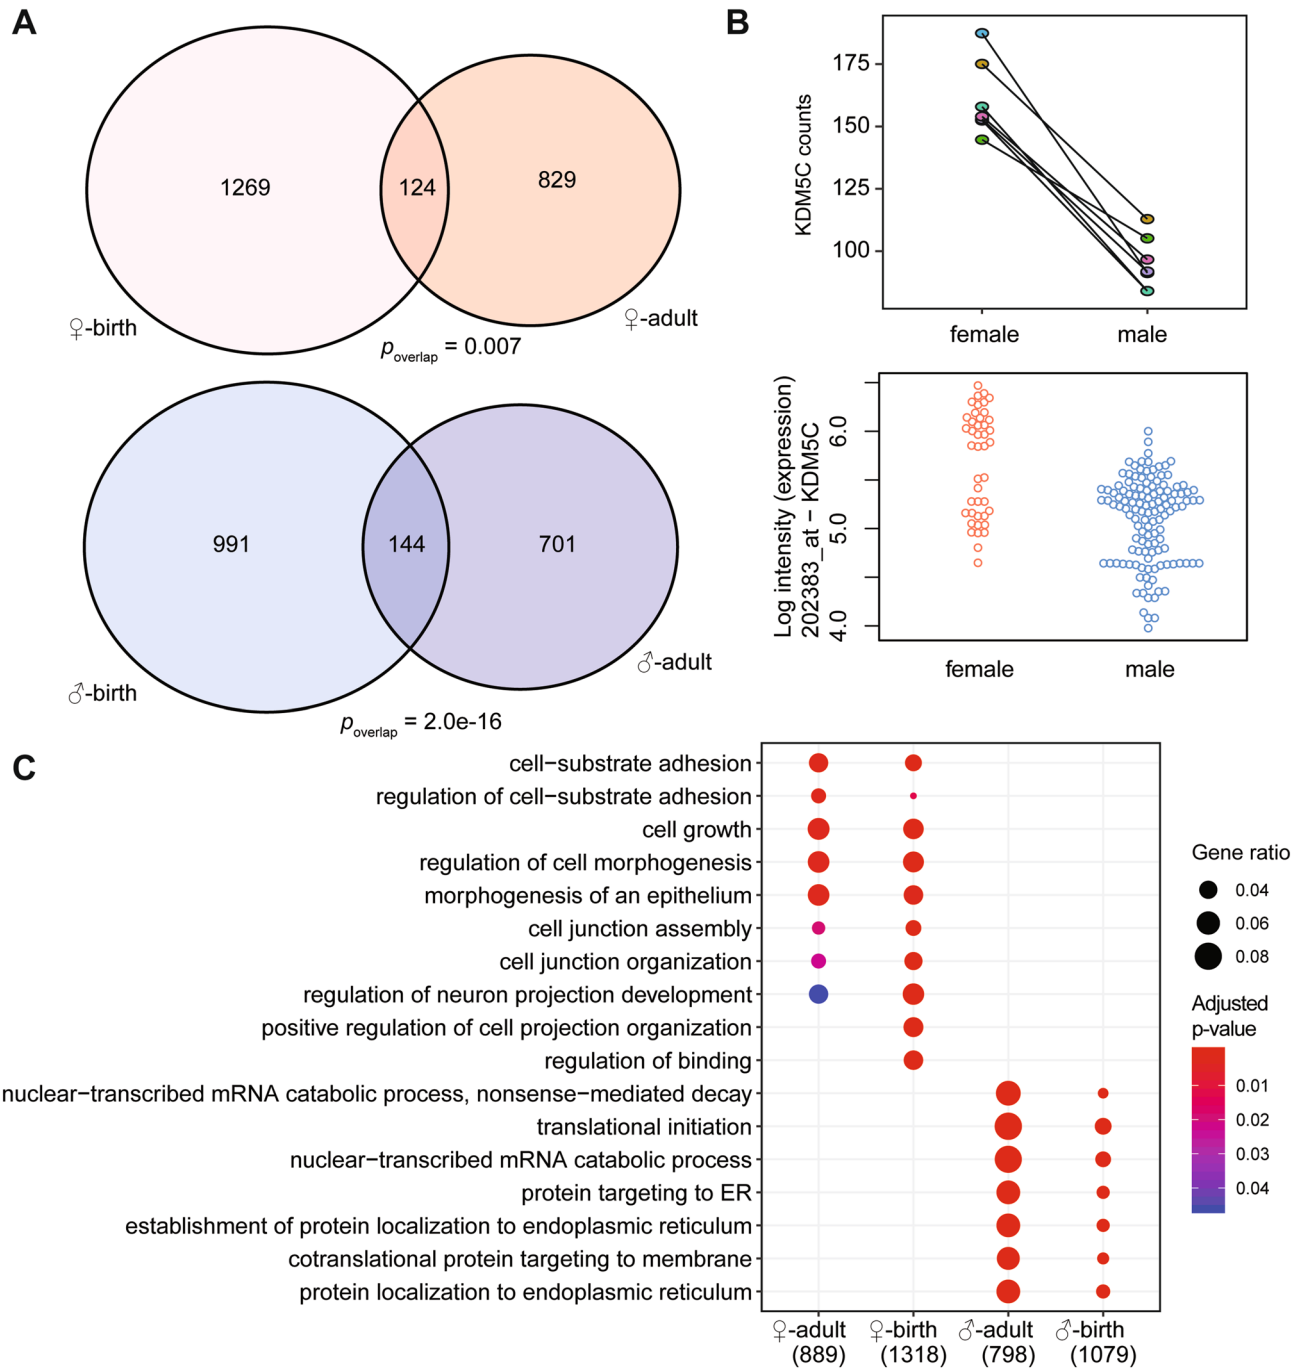 A
1269
124
829
♀-birth
♀-adult
poverlap = 0.007
991
144
701
♂-birth
♂-adult
poverlap = 2.0e-16
B
KDM5C counts
175
150
125
100
female
male
Log intensity (expression)
202383_at − KDM5C
6.0
5.0
4.0
female
male
C
cell−substrate adhesion
regulation of cell−substrate adhesion
cell growth
regulation of cell morphogenesis
morphogenesis of an epithelium
cell junction assembly
cell junction organization
regulation of neuron projection development
positive regulation of cell projection organization
regulation of binding
nuclear−transcribed mRNA catabolic process, nonsense−mediated decay
translational initiation
nuclear−transcribed mRNA catabolic process
protein targeting to ER
establishment of protein localization to endoplasmic reticulum
cotranslational protein targeting to membrane
protein localization to endoplasmic reticulum
♀-adult
(889)
♀-birth
(1318)
♂-adult
(798)
♂-birth
(1079)
Gene ratio
0.04
0.06
0.08
Adjusted
p-value
0.01
0.02
0.03
0.04